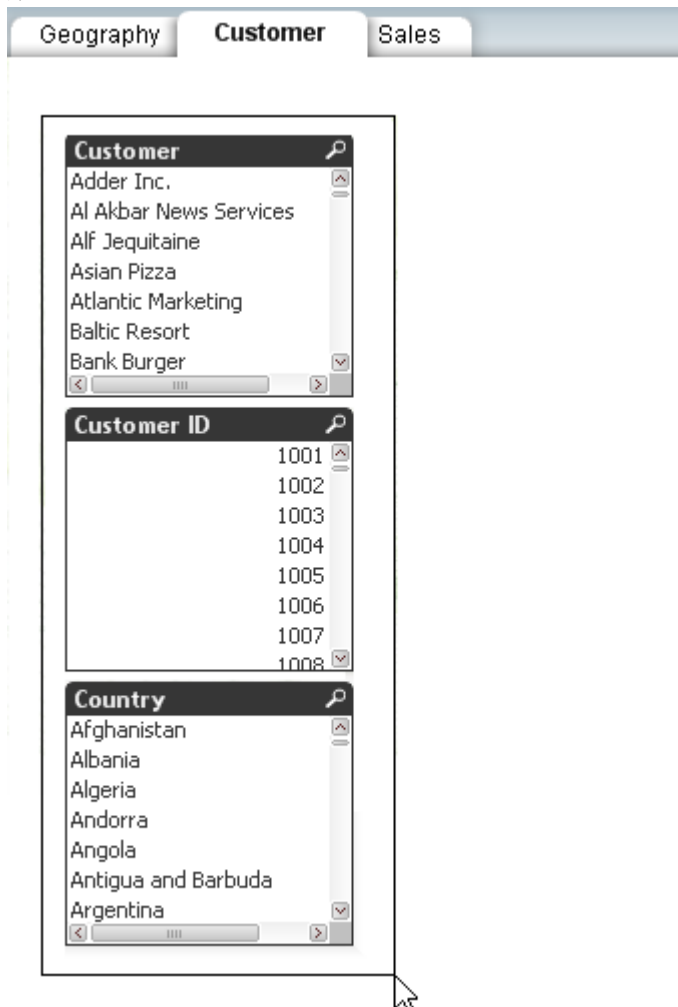 Geography Customer Sales
Customer
Adder Inc.
Al Akbar News Services
Alf Jequitaine
Asian Pizza
Atlantic Marketing
Baltic Resort
Bank Burger
Customer ID
1001
1002
1003
1004
1005
1006
1007
1008
Country
Afghanistan
Albania
Algeria
Andorra
Angola
Antigua and Barbuda
Argentina